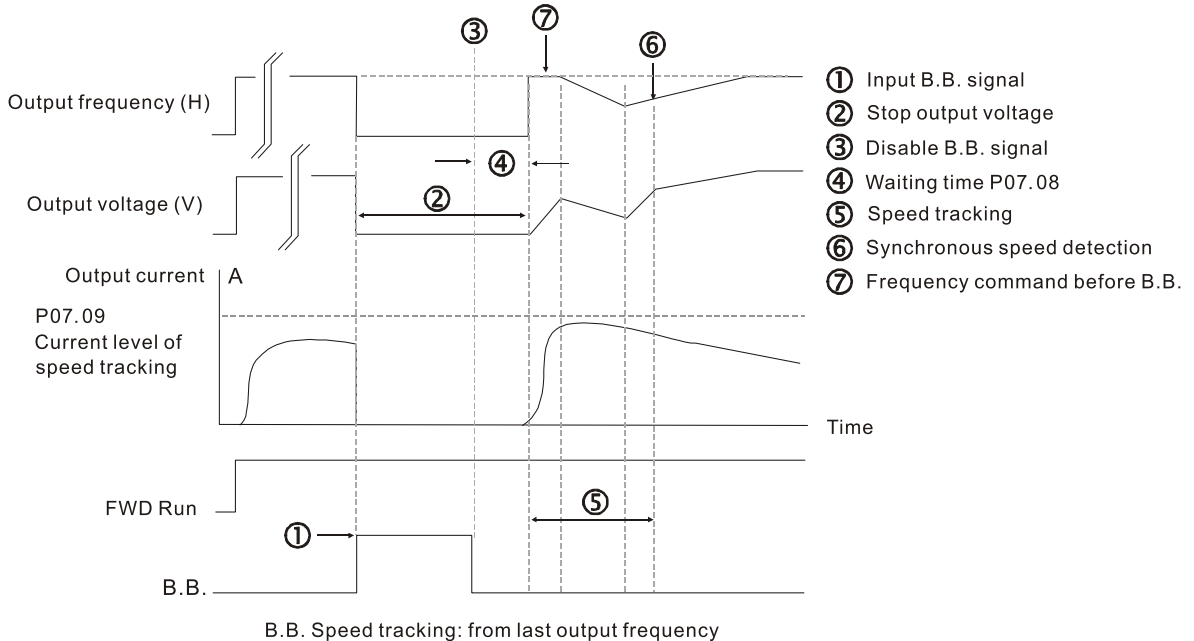 ⑦
③
⑥
Output frequency (H)
① Input B.B. signal
② Stop output voltage
③ Disable B.B. signal
④ Waiting time P07.08
⑤ Speed tracking
⑥ Synchronous speed detection
⑦ Frequency command before B.B.
④
②
Output voltage (V)
Output current
A
P07.09
Current level of
speed tracking
Time
FWD Run
⑤
①
B.B.
B.B. Speed tracking: from last output frequency